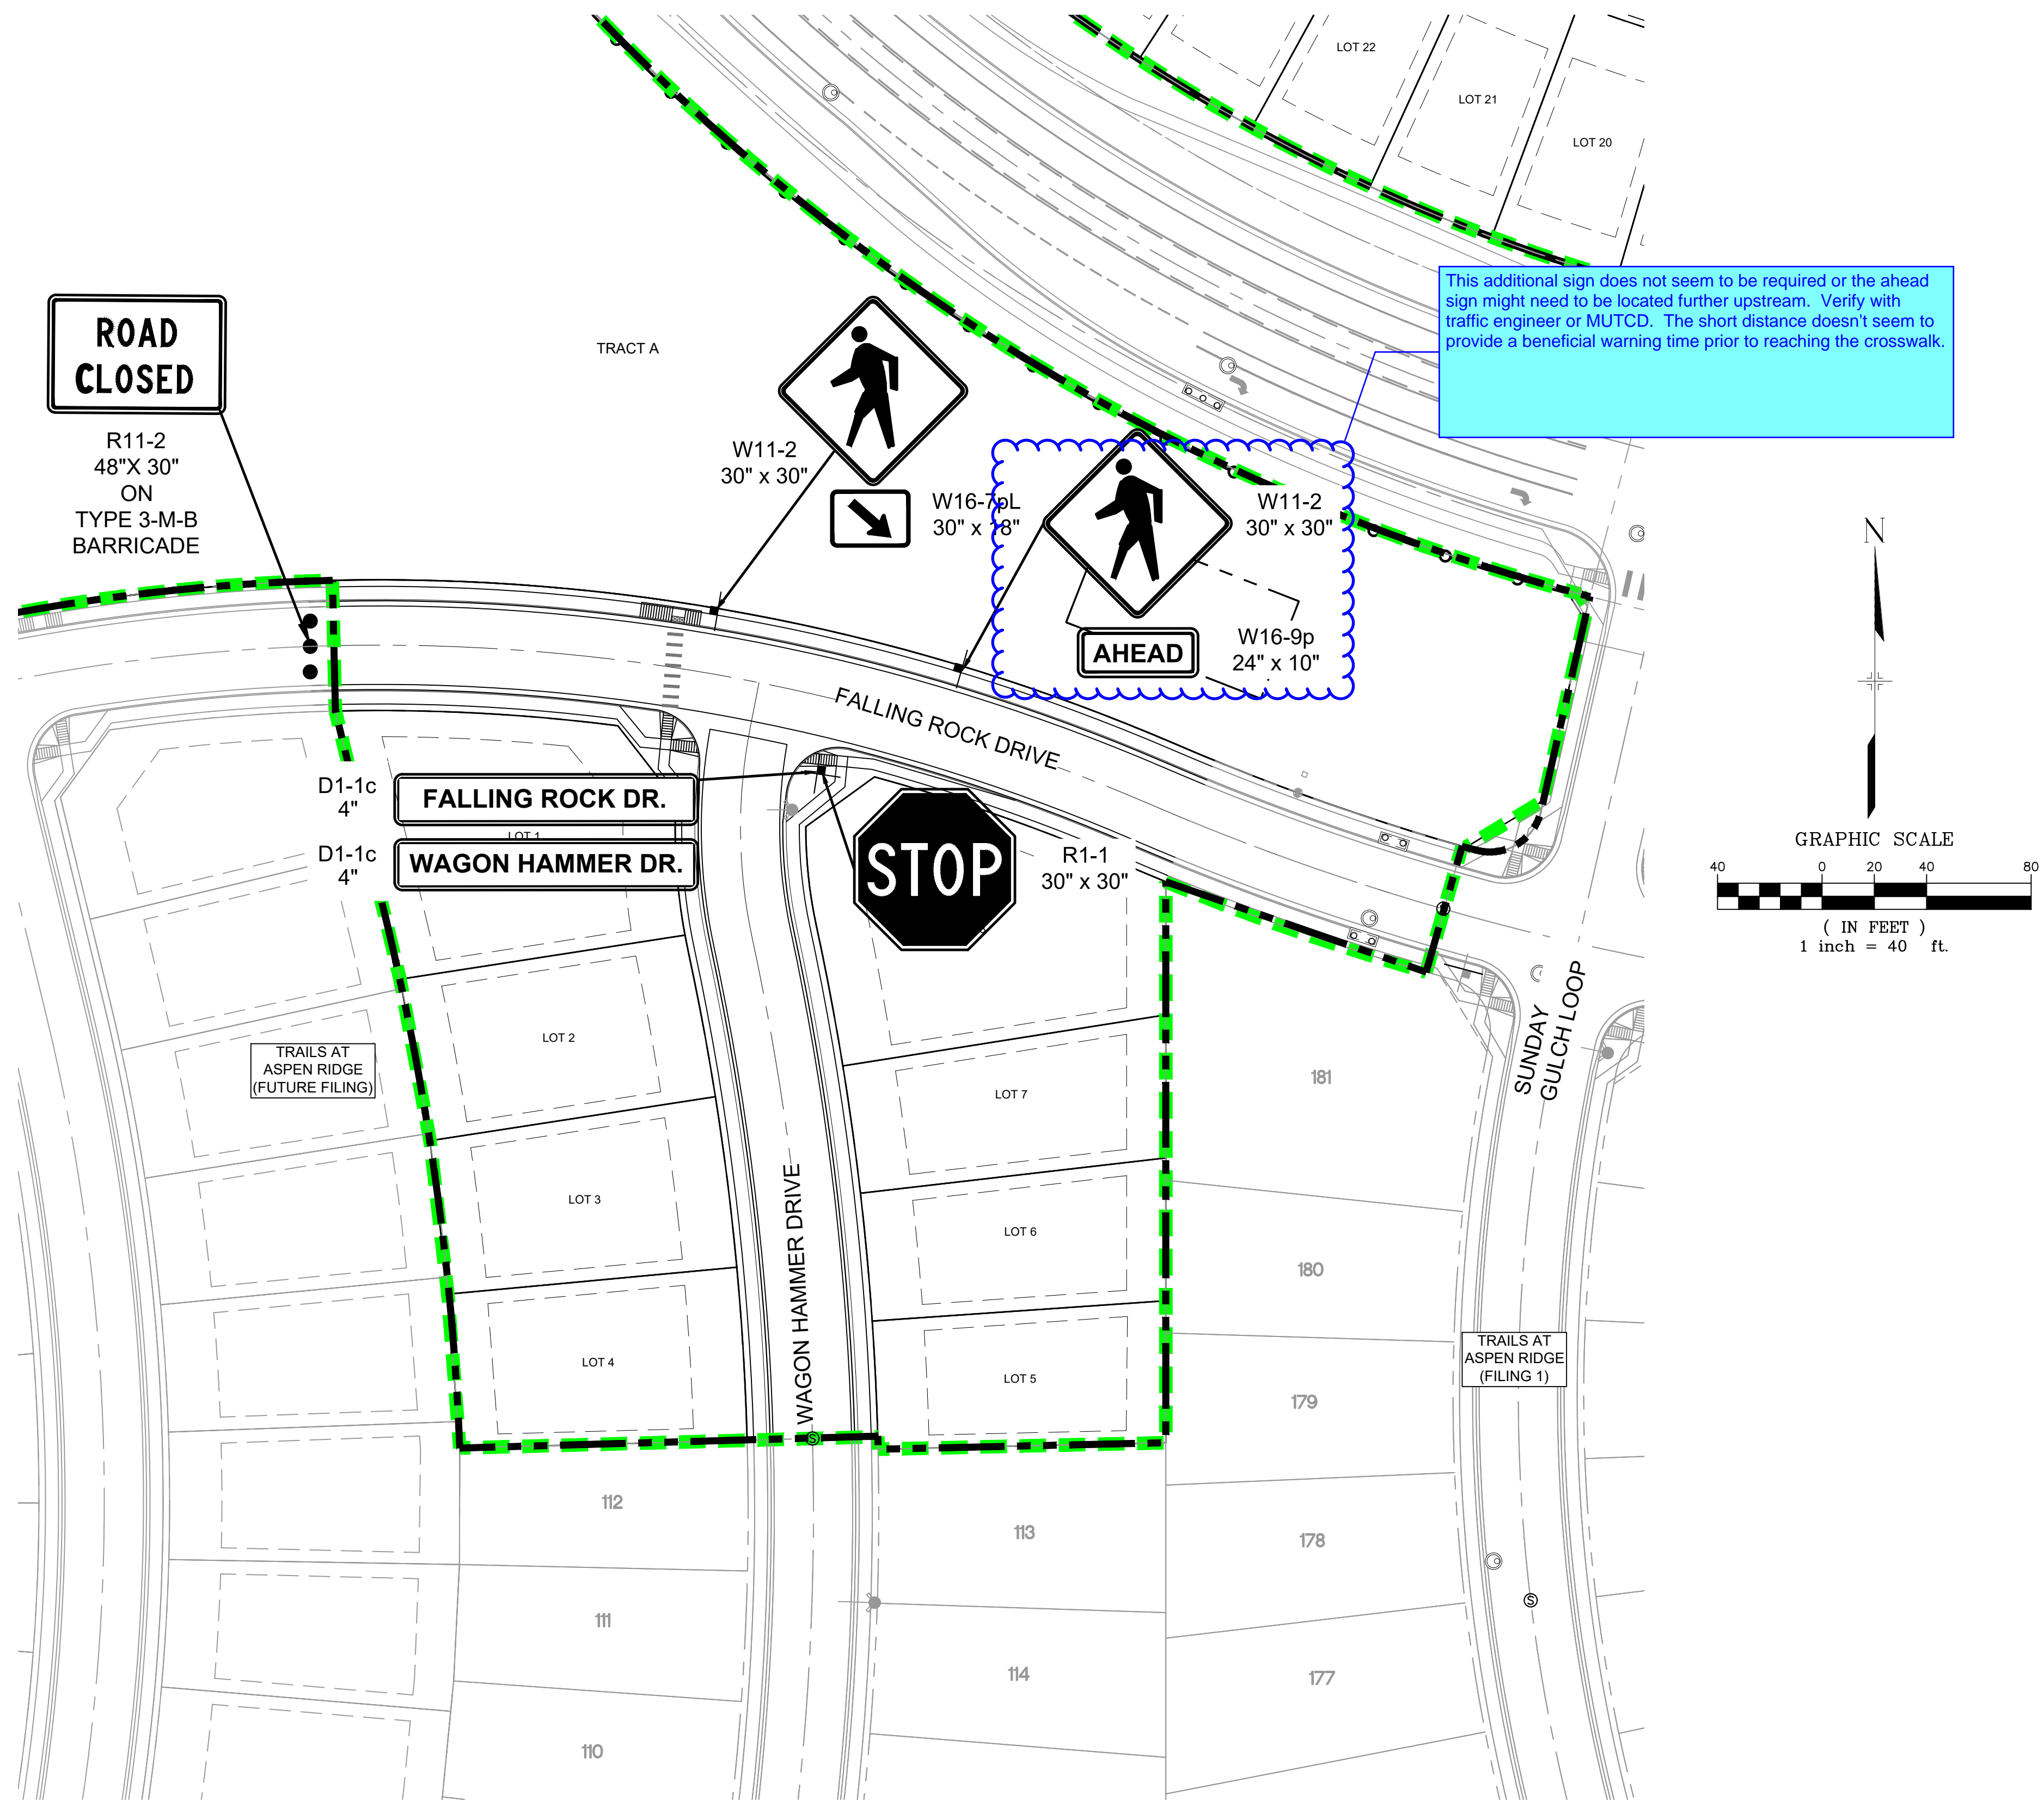 LOT 22
LOT 21
LOT 20
This additional sign does not seem to be required or the ahead
sign might need to be located further upstream.  Verify with
traffic engineer or MUTCD.  The short distance doesn't seem to
provide a beneficial warning time prior to reaching the crosswalk.
ROAD
CLOSED
R11-2
48"X 30"
ON
TYPE 3-M-B
BARRICADE
TRACT A
W11-2
30" x 30"
W16-7pL
30" x 18"
W11-2
30" x 30"
AHEAD
W16-9p
24" x 10"
N
FALLING ROCK DRIVE
D1-1c
4"
FALLING ROCK DR.
LOT 1
D1-1c
4"
WAGON HAMMER DR.
STOP
R1-1
30" x 30"
GRAPHIC SCALE
40 0 20 40 80
( IN FEET )
1 inch = 40 ft.
SUNDAY
GULCH LOOP
LOT 2
TRAILS AT
ASPEN RIDGE
(FUTURE FILING)
LOT 7
181
LOT 3
LOT 6
180
WAGON HAMMER DRIVE
LOT 4
LOT 5
TRAILS AT
ASPEN RIDGE
(FILING 1)
179
S
112
113
178
S
111
114
177
110